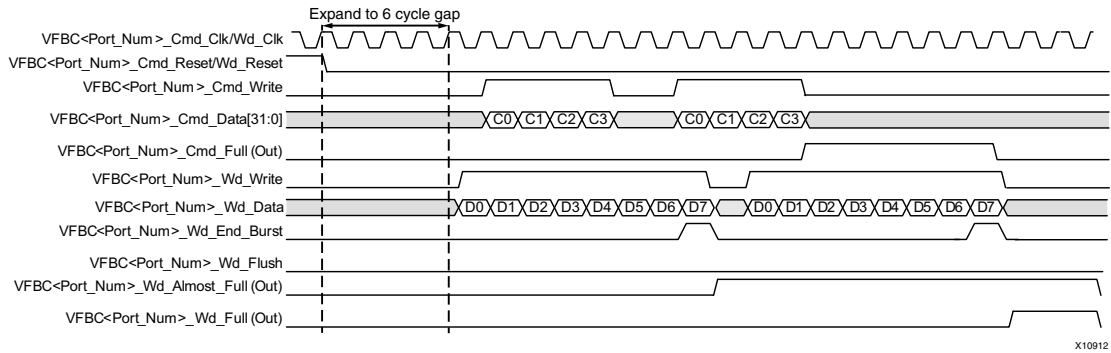 Expand to 6 cycle gap
VFBC<Port_Num>_Cmd_Clk/Wd_Clk
VFBC<Port_Num>_Cmd_Reset/Wd_Reset
VFBC<Port_Num>_Cmd_Write
VFBC<Port_Num>_Cmd_Data[31:0] C0 C1 C2 C3 C0 C1 C2 C3
VFBC<Port_Num>_Cmd_Full (Out)
VFBC<Port_Num>_Wd_Write
VFBC<Port_Num>_Wd_Data D0 D1 D2 D3 D4 D5 D6 D7 D0 D1 D2 D3 D4 D5 D6 D7
VFBC<Port_Num>_Wd_End_Burst
VFBC<Port_Num>_Wd_Flush
VFBC<Port_Num>_Wd_Almost_Full (Out)
VFBC<Port_Num>_Wd_Full (Out)
X10912